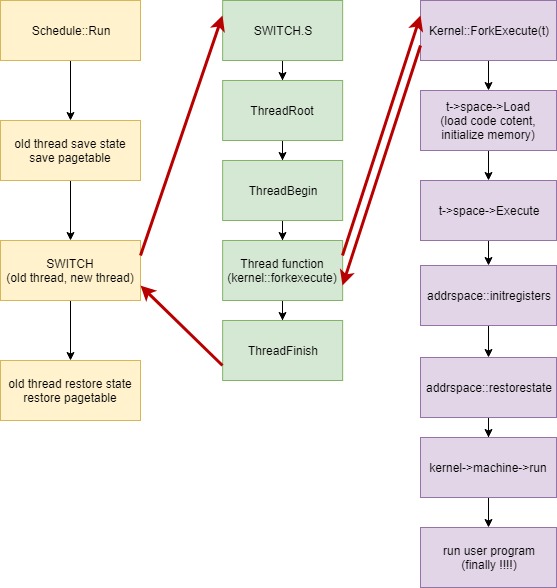 Schedule::Run
old thread save state
save pagetable
SWITCH
(old thread, new thread)
old thread restore state
restore pagetable
SWITCH.S
ThreadRoot
ThreadBegin
Thread function
(kernel::forkexecute)
ThreadFinish
Kernel::ForkExecute(t)
t->space->Load
(load code cotent,
initialize memory)
t->space->Execute
addrspace::initregisters
addrspace::restorestate
kernel->machine->run
run user program
(finally !!!!)